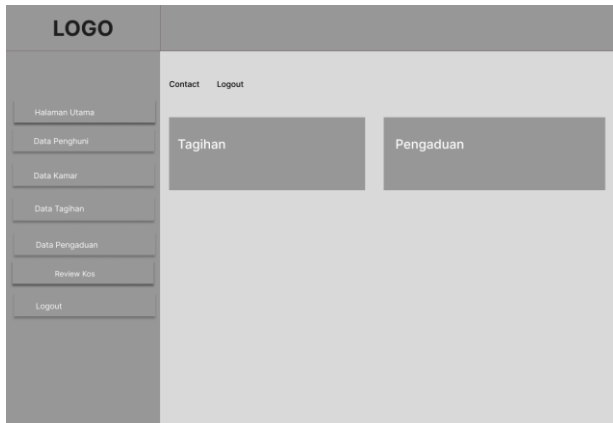 LOGO
Contact Logout
Halaman Utama
Data Penghuni
Data Kamar
Data Tagihan
Data Pengaduan
Review Kos
Logout
Tagihan
Pengaduan